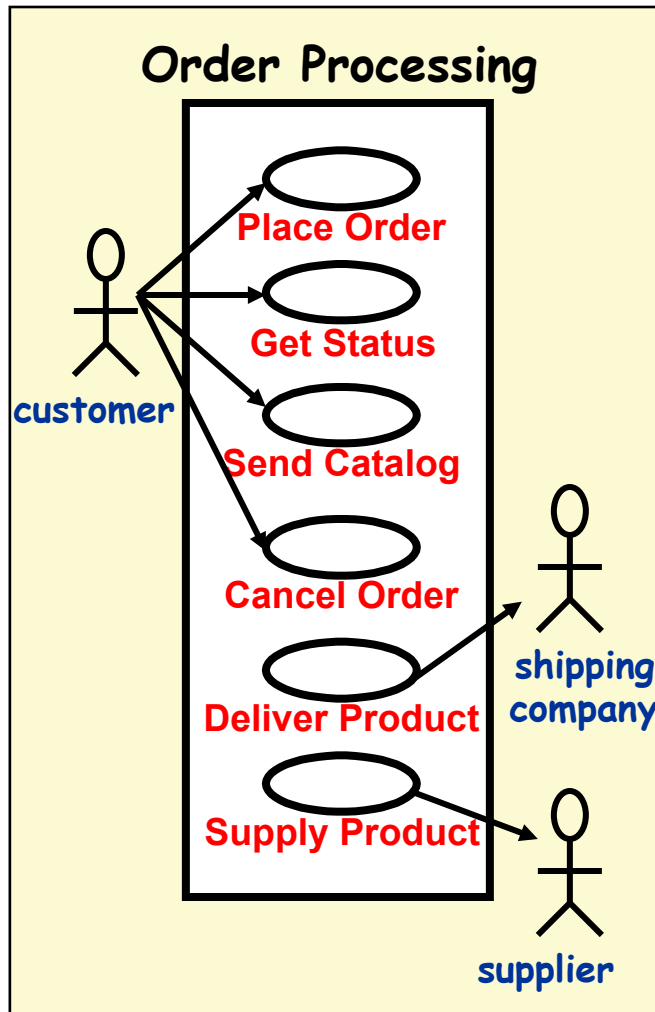 Order Processing
Place Order
Get Status
customer
Send Catalog
Cancel Order
shipping
company
Deliver Product
Supply Product
supplier